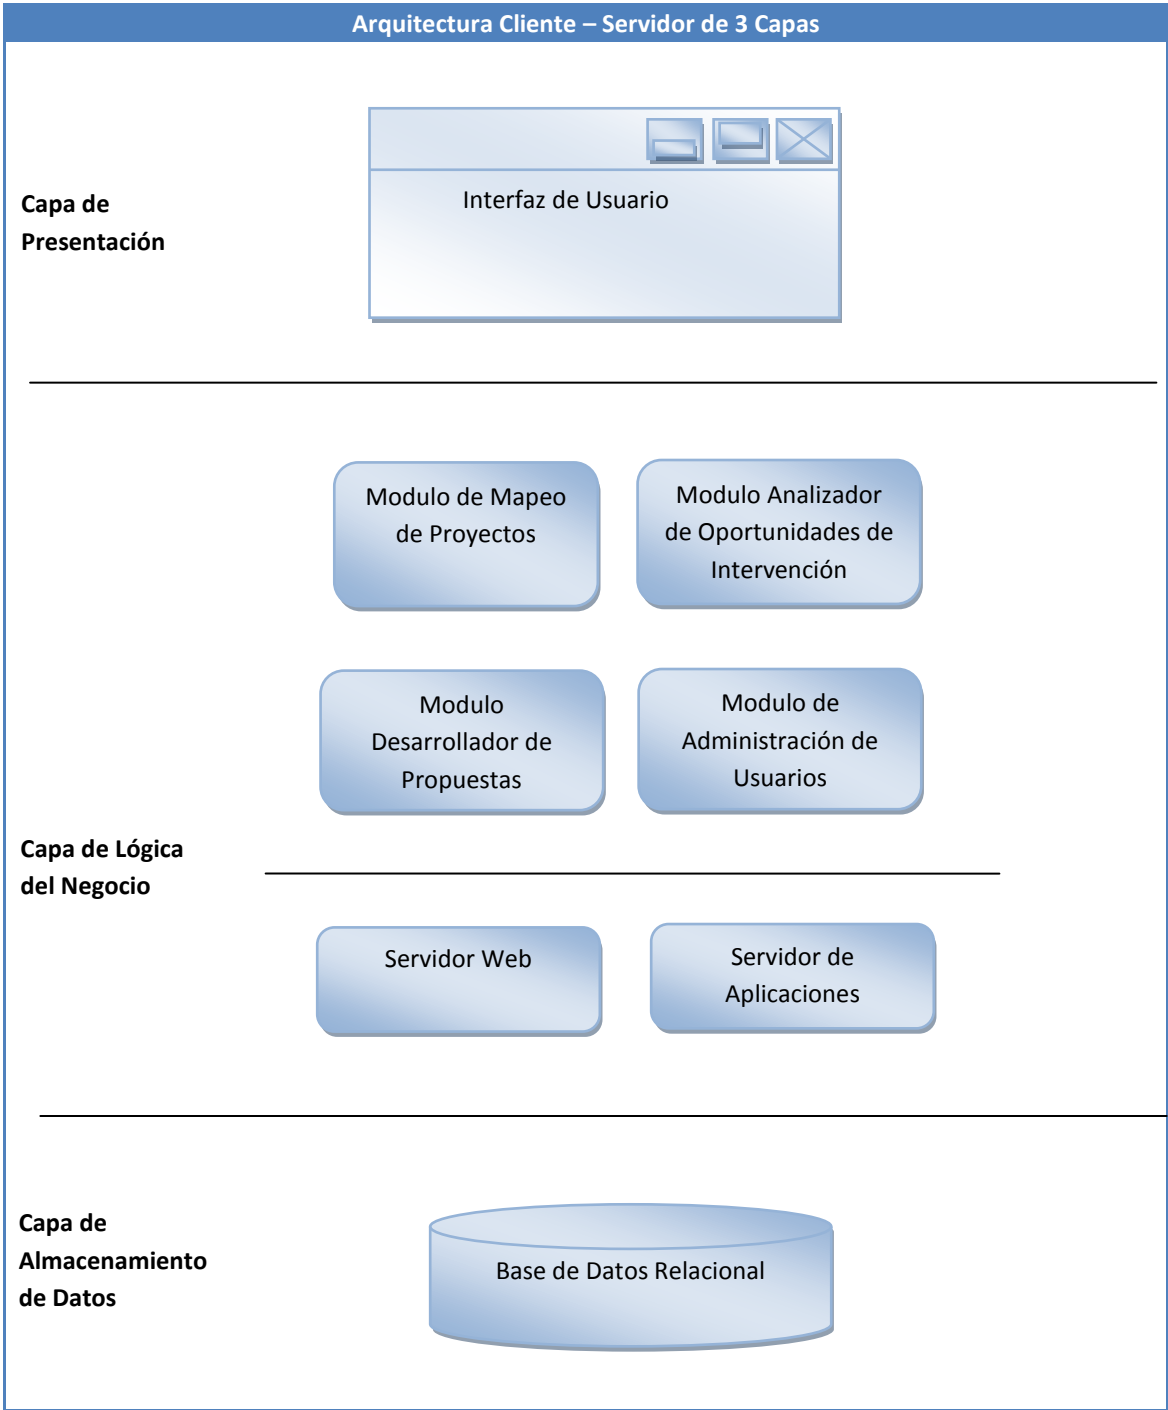 Arquitectura Cliente – Servidor de 3 Capas
Interfaz de Usuario
Capa de
Presentación
Modulo de Mapeo
de Proyectos
Modulo Analizador
de Oportunidades de
Intervención
Modulo
Desarrollador de
Propuestas
Modulo de
Administración de
Usuarios
Capa de Lógica
del Negocio
Servidor Web
Servidor de
Aplicaciones
Capa de
Almacenamiento
de Datos
Base de Datos Relacional